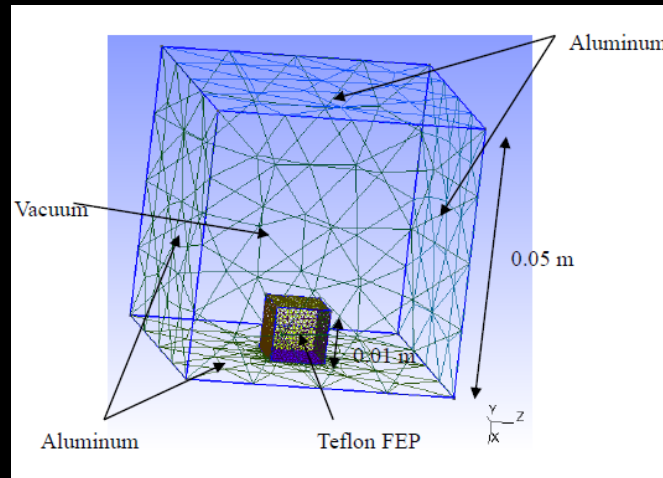 Aluminum
Vacuum
0.05 m
0.01 m
Aluminum
Teflon FEP
Y
Z
X